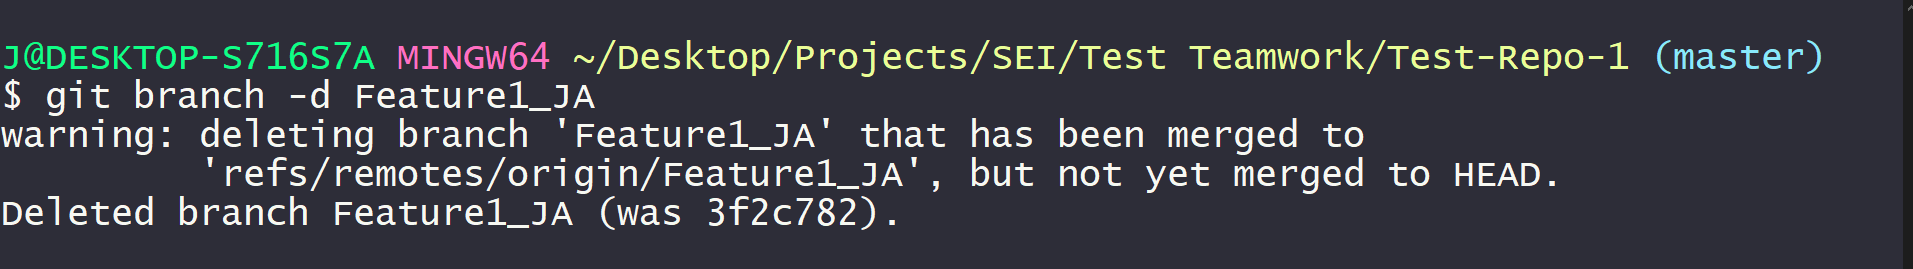 J@DESKTOP-S716S7A MINGW64 ~/Desktop/Projects/SEI/Test Teamwork/Test-Repo-1 (master)
$ git branch -d Feature1_JA
warning: deleting branch 'Feature1_JA' that has been merged to
         'refs/remotes/origin/Feature1_JA', but not yet merged to HEAD.
Deleted branch Feature1_JA (was 3f2c782).